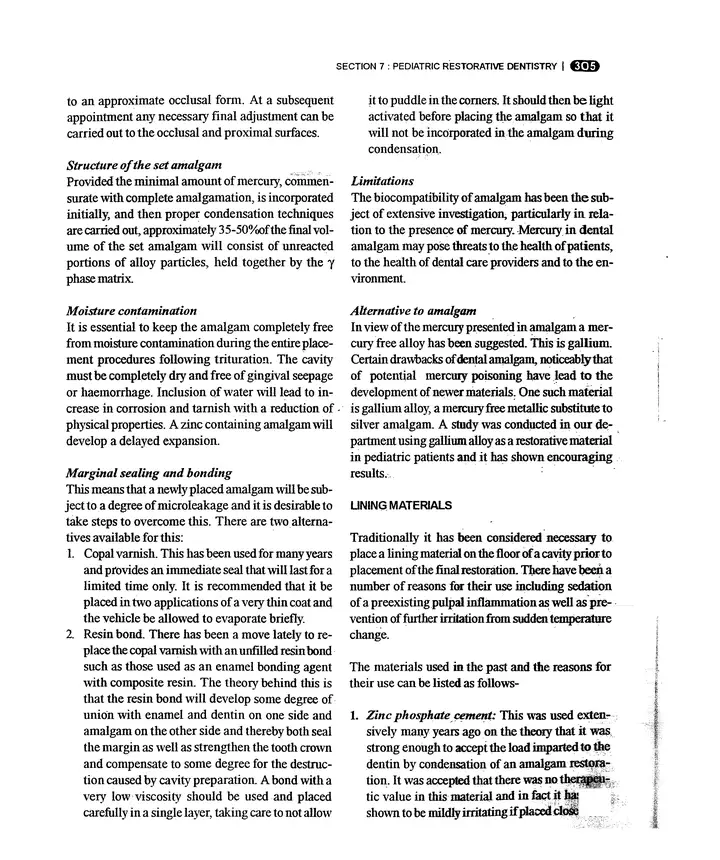 SECTION 7 : PEDIATRIC RESTORATIVE DENTISTRY | 305
to an approximate occlusal form. At a subsequent
appointment any necessary final adjustment can be
carried out to the occlusal and proximal surfaces.
Structure of the set amalgam
Provided the minimal amount of mercury, commen-
surate with complete amalgamation, is incorporated
initially, and then proper condensation techniques
are carried out, approximately 35-50%of the final vol-
ume of the set amalgam will consist of unreacted
portions of alloy particles, held together by the γ
phase matrix.
Moisture contamination
It is essential to keep the amalgam completely free
from moisture contamination during the entire place-
ment procedures following trituration. The cavity
must be completely dry and free of gingival seepage
or haemorrhage. Inclusion of water will lead to in-
crease in corrosion and tarnish with a reduction of
physical properties. A zinc containing amalgam will
develop a delayed expansion.
Marginal sealing and bonding
This means that a newly placed amalgam will be sub-
ject to a degree of microleakage and it is desirable to
take steps to overcome this. There are two alterna-
tives available for this:
1. Copal varnish. This has been used for many years
and provides an immediate seal that will last for a
limited time only. It is recommended that it be
placed in two applications of a very thin coat and
the vehicle be allowed to evaporate briefly.
2. Resin bond. There has been a move lately to re-
place the copal varnish with an unfilled resin bond
such as those used as an enamel bonding agent
with composite resin. The theory behind this is
that the resin bond will develop some degree of
union with enamel and dentin on one side and
amalgam on the other side and thereby both seal
the margin as well as strengthen the tooth crown
and compensate to some degree for the destruc-
tion caused by cavity preparation. A bond with a
very low viscosity should be used and placed
carefully in a single layer, taking care to not allow
it to puddle in the corners. It should then be light
activated before placing the amalgam so that it
will not be incorporated in the amalgam during
condensation.
Limitations
The biocompatibility of amalgam has been the sub-
ject of extensive investigation, particularly in rela-
tion to the presence of mercury. Mercury in dental
amalgam may pose threats to the health of patients,
to the health of dental care providers and to the en-
vironment.
Alternative to amalgam
In view of the mercury presented in amalgam a mer-
cury free alloy has been suggested. This is gallium.
Certain drawbacks of dental amalgam, noticeably that
of potential mercury poisoning have lead to the
development of newer materials. One such material
is gallium alloy, a mercury free metallic substitute to
silver amalgam. A study was conducted in our de-
partment using gallium alloy as a restorative material
in pediatric patients and it has shown encouraging
results.
LINING MATERIALS
Traditionally it has been considered necessary to
place a lining material on the floor of a cavity prior to
placement of the final restoration. There have been a
number of reasons for their use including sedation
of a preexisting pulpal inflammation as well as pre-
vention of further irritation from sudden temperature
change.
The materials used in the past and the reasons for
their use can be listed as follows-
1. Zinc phosphate cement: This was used exten-
sively many years ago on the theory that it was
strong enough to accept the load imparted to the
dentin by condensation of an amalgam restora-
tion. It was accepted that there was no therapeu-
tic value in this material and in fact it has
shown to be mildly irritating if placed close